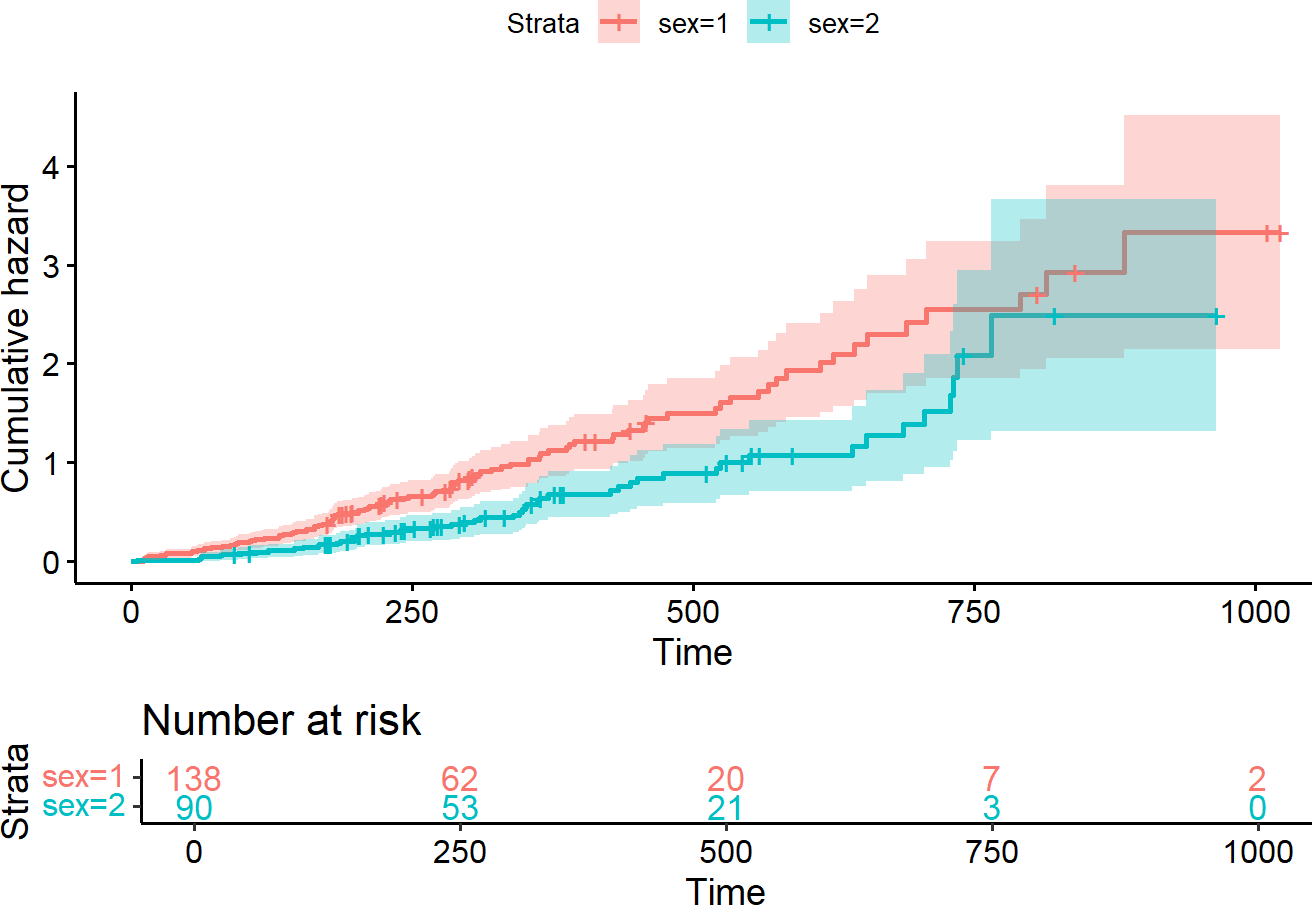 Strata sex=1 sex=2
Cumulative hazard
4
3
2
1
0
0 250 500 750 1000
Time
Number at risk
Strata
sex=1 138 62 20 7 2
sex=2 90 53 21 3 0
0 250 500 750 1000
Time